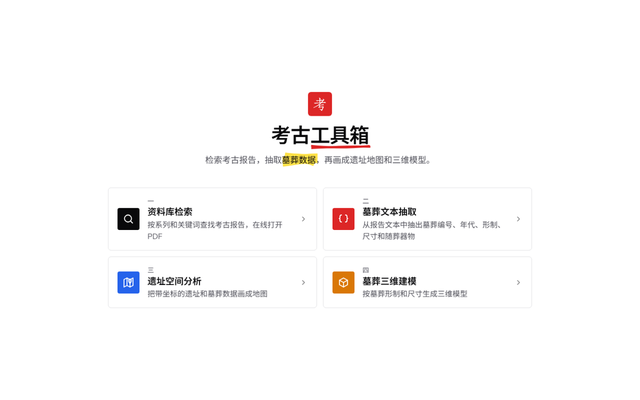 考
考古工具箱
检索考古报告，抽取墓葬数据，再画成遗址地图和三维模型。
一
资料库检索
按系列和关键词查找考古报告，在线打开
PDF
二
墓葬文本抽取
从报告文本中抽出墓葬编号、年代、形制、
尺寸和随葬器物
三
遗址空间分析
把带坐标的遗址和墓葬数据画成地图
四
墓葬三维建模
按墓葬形制和尺寸生成三维模型